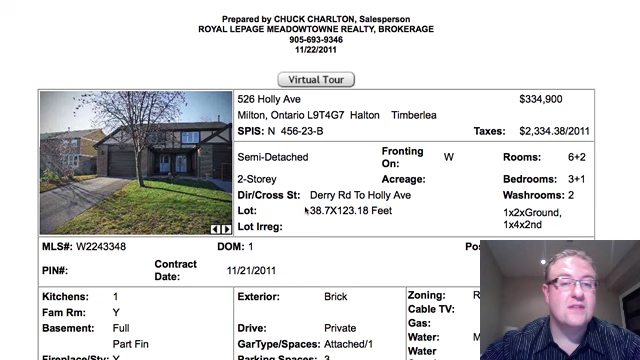 Prepared by CHUCK CHARLTON, Salesperson
ROYAL LEPAGE MEADOWTOWNE REALTY, BROKERAGE
905-693-9346
11/22/2011
Virtual Tour
526 Holly Ave $334,900
Milton, Ontario L9T4G7 Halton Timberlea
SPIS: N 456-23-B Taxes: $2,334.38/2011
Semi-Detached Fronting On: W Rooms: 6+2
2-Storey Acreage: Bedrooms: 3+1
Dir/Cross St: Derry Rd To Holly Ave Washrooms: 2
Lot: 38.7X123.18 Feet 1x2xGround,
Lot Irreg: 1x4x2nd
MLS#: W2243348 DOM: 1
PIN#: Contract Date: 11/21/2011
Kitchens: 1 Exterior: Brick Zoning:
Fam Rm: Y Cable TV:
Basement: Full Drive: Private Gas:
Part Fin GarType/Spaces: Attached/1 Water:
Fireplace/Stv: Y Parking Spaces: 3 Water